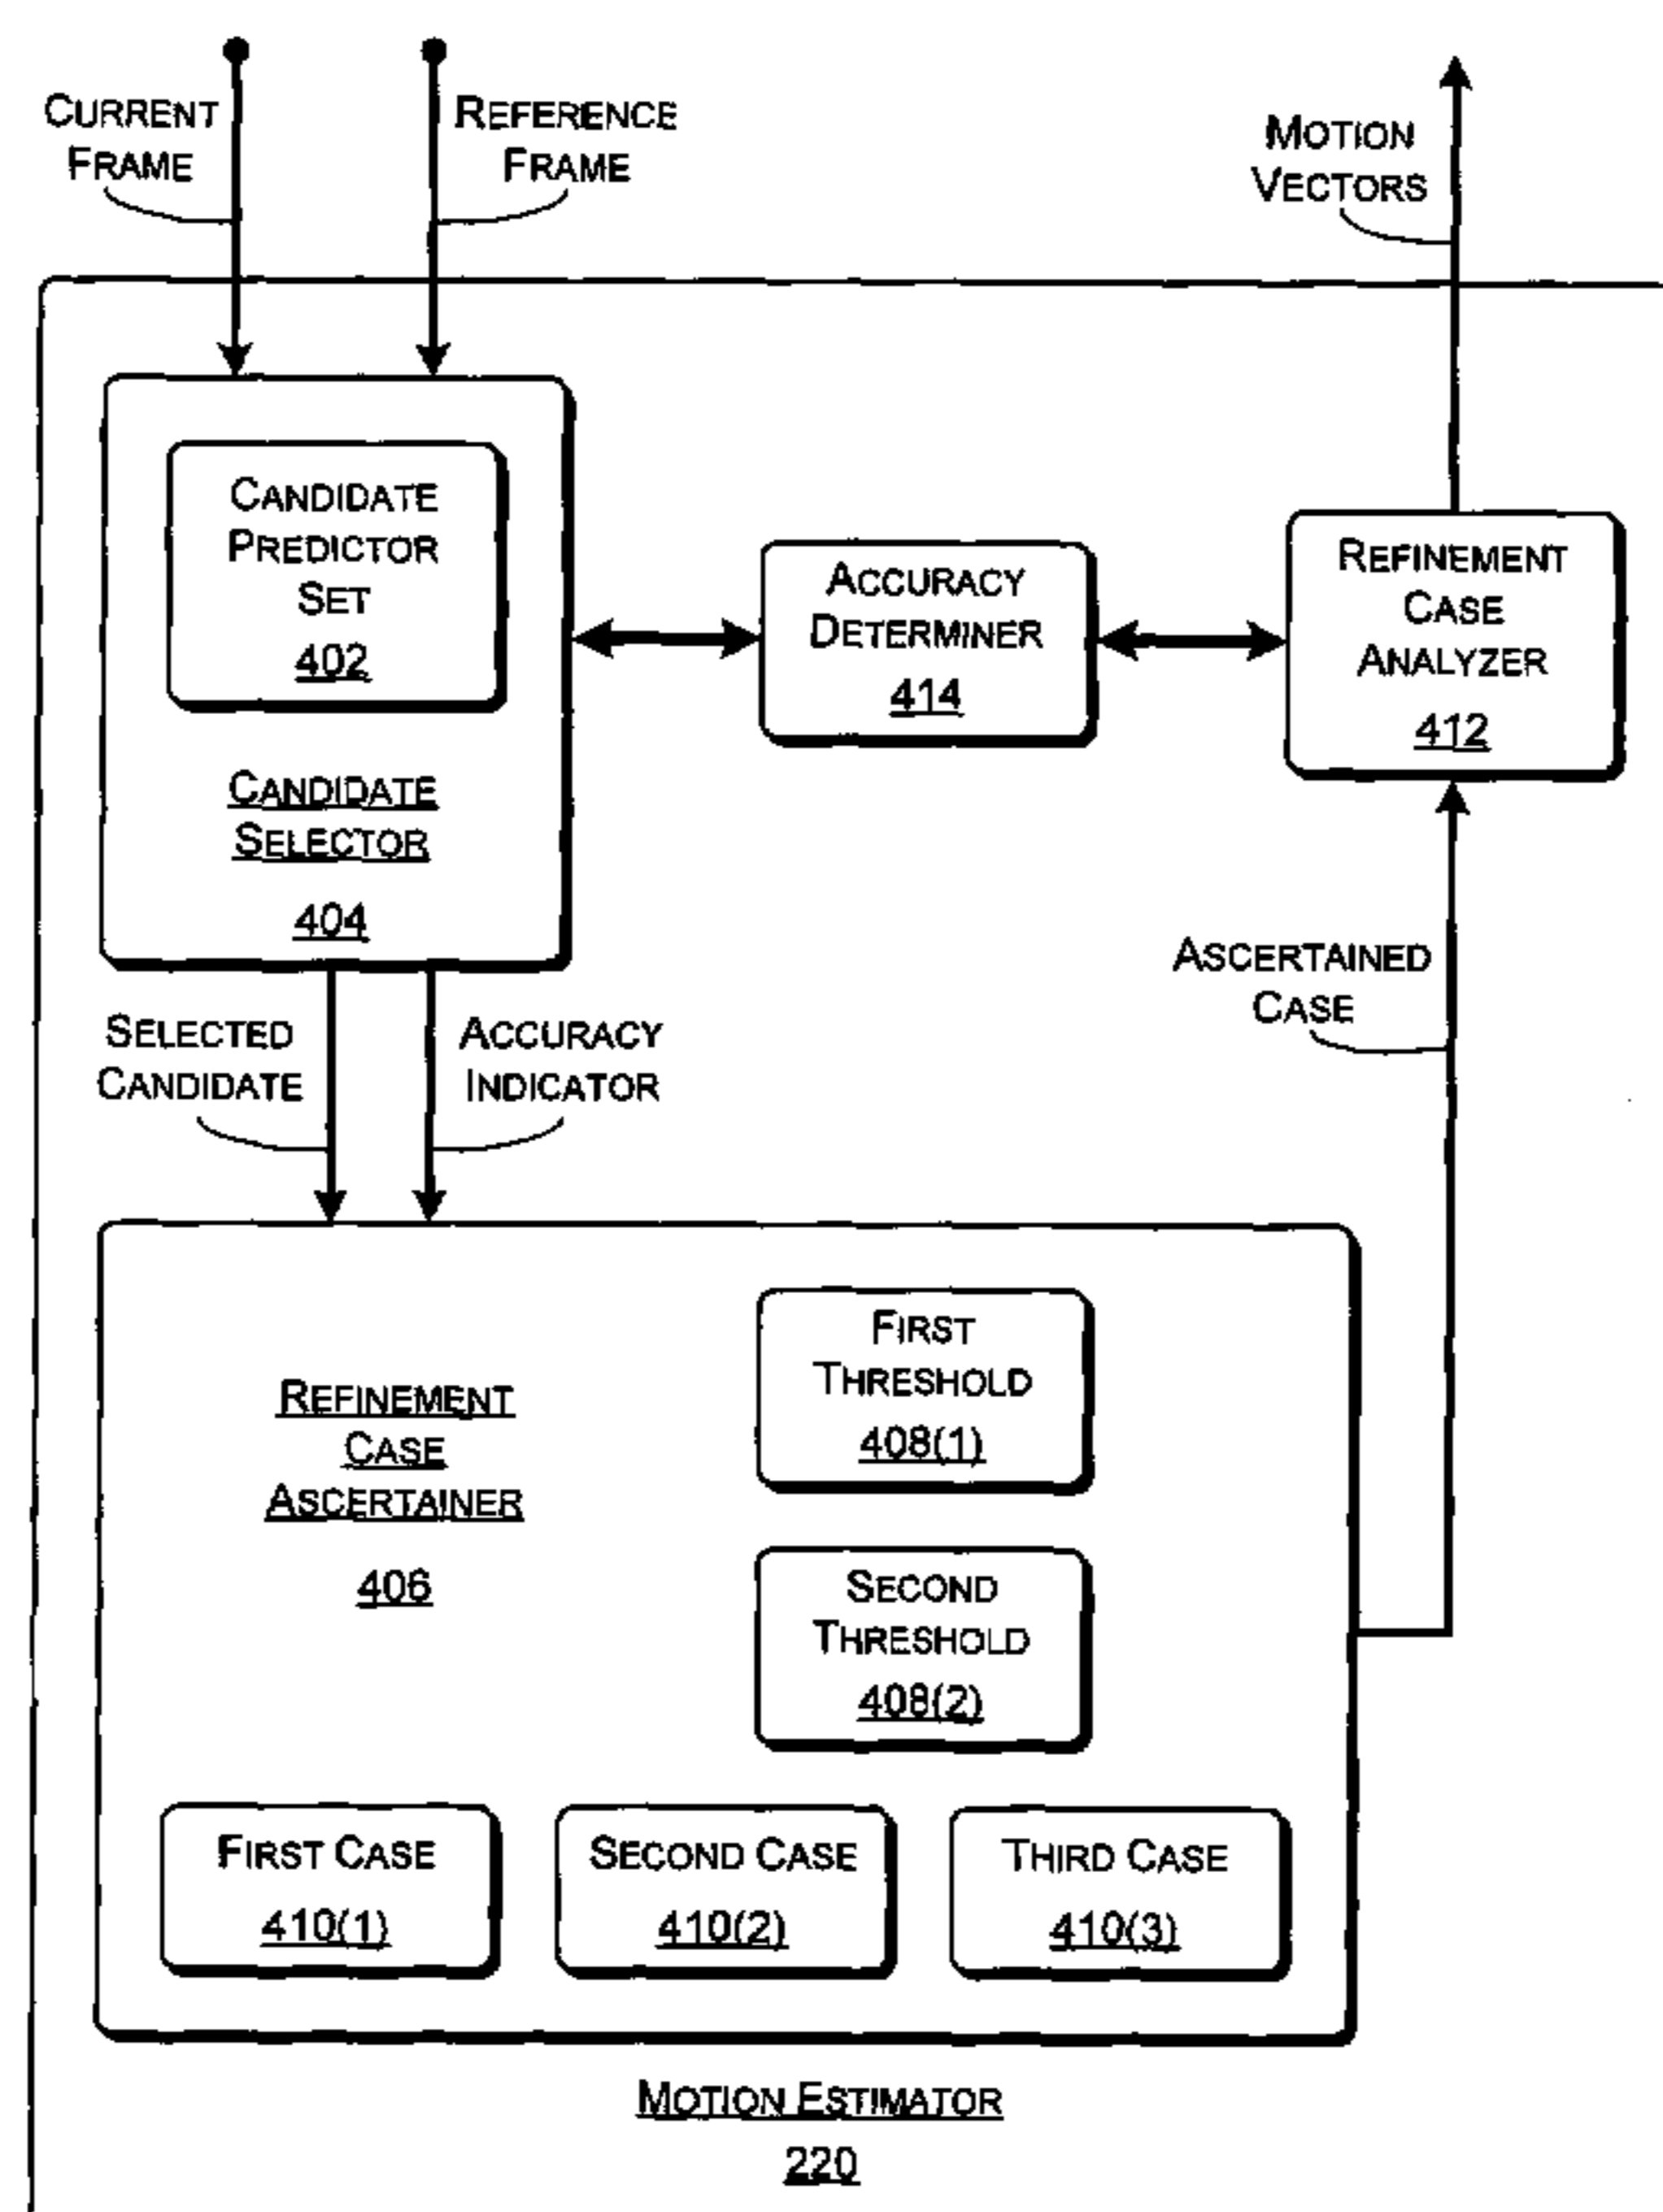 CURRENT
FRAME
REFERENCE
FRAME
MOTION
VECTORS
CANDIDATE
PREDICTOR
SET
402
CANDIDATE
SELECTOR
404
ACCURACY
DETERMINER
414
REFINEMENT
CASE
ANALYZER
412
SELECTED
CANDIDATE
ACCURACY
INDICATOR
ASCERTAINED
CASE
REFINEMENT
CASE
ASCERTAINER
406
FIRST
THRESHOLD
408(1)
SECOND
THRESHOLD
408(2)
FIRST CASE
410(1)
SECOND CASE
410(2)
THIRD CASE
410(3)
MOTION ESTIMATOR
220